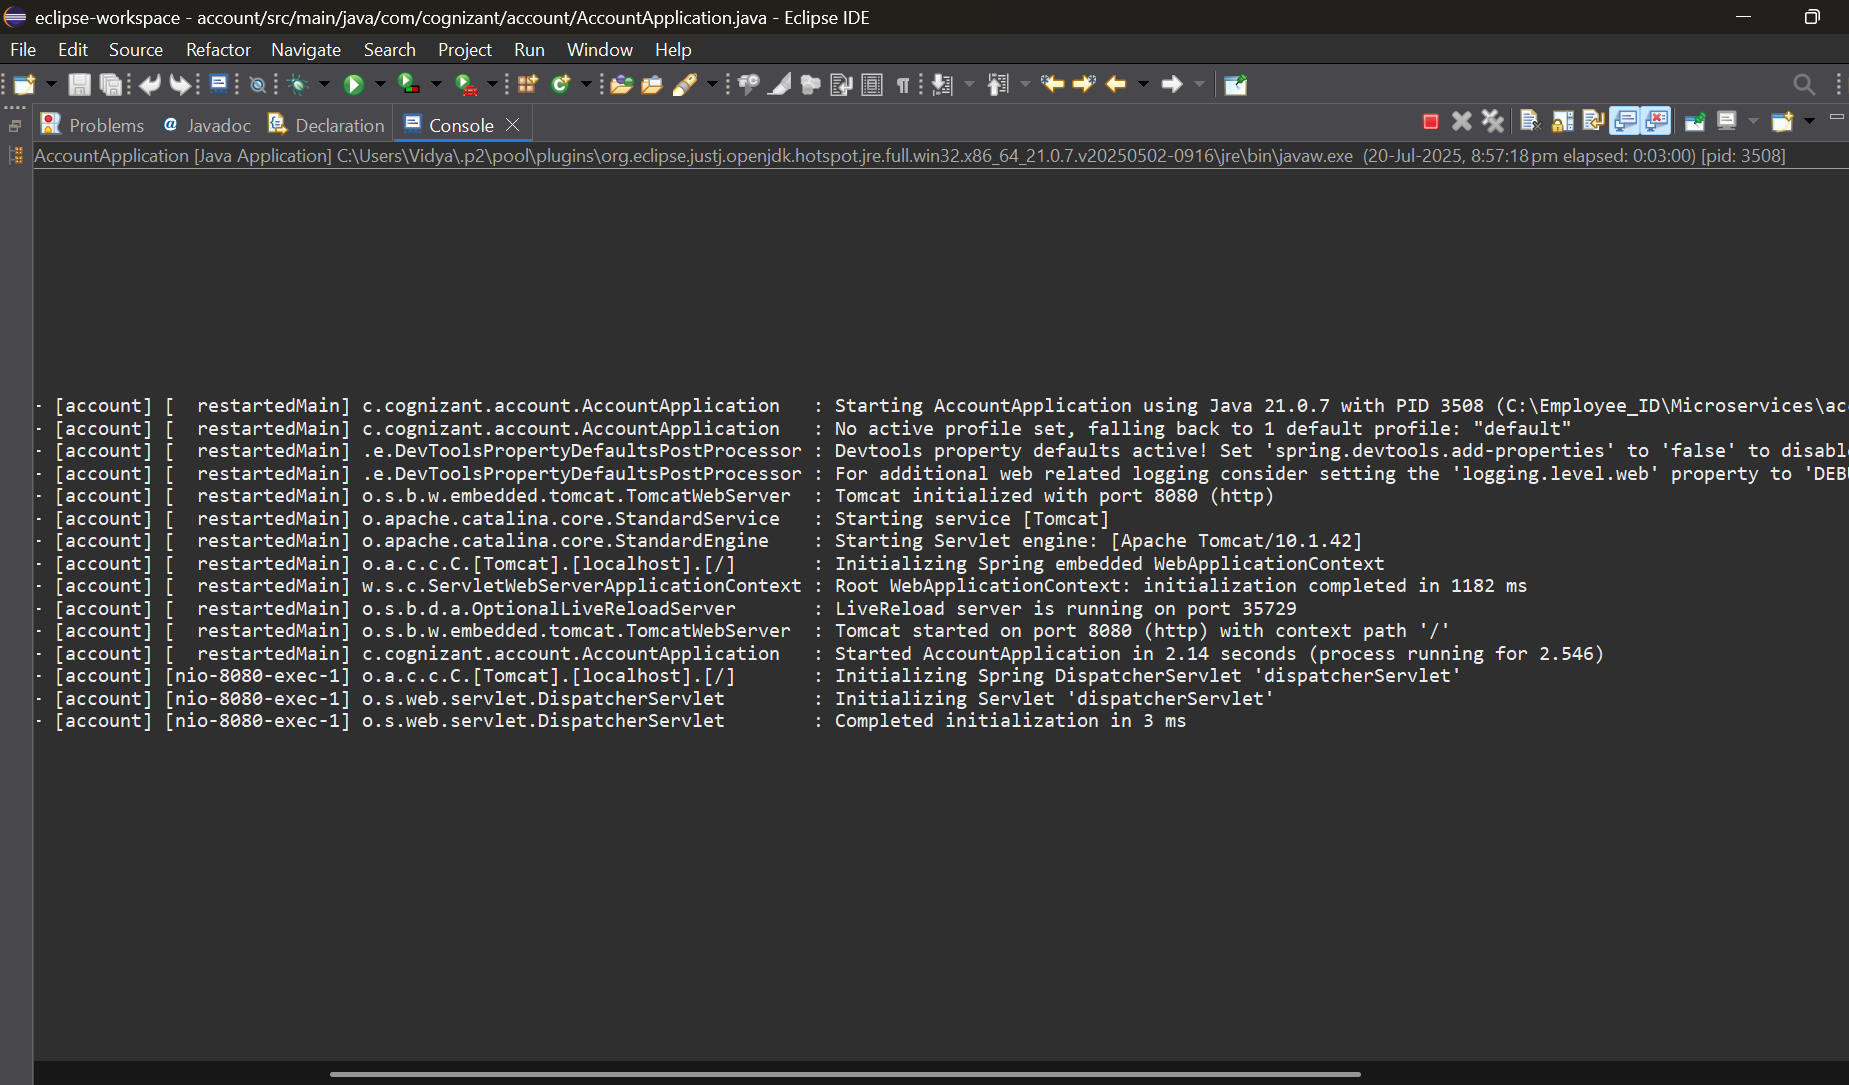 eclipse-workspace - account/src/main/java/com/cognizant/account/AccountApplication.java - Eclipse IDE
File Edit Source Refactor Navigate Search Project Run Window Help
Problems @ Javadoc Declaration Console
AccountApplication [Java Application] C:\Users\Vidya\.p2\pool\plugins\org.eclipse.justj.openjdk.hotspot.jre.full.win32.x86_64_21.0.7.v20250502-0916\jre\bin\javaw.exe (20-Jul-2025, 8:57:18 pm elapsed: 0:03:00) [pid: 3508]
- [account] [  restartedMain] c.cognizant.account.AccountApplication   : Starting AccountApplication using Java 21.0.7 with PID 3508 (C:\Employee_ID\Microservices\ac
- [account] [  restartedMain] c.cognizant.account.AccountApplication   : No active profile set, falling back to 1 default profile: "default"
- [account] [  restartedMain] .e.DevToolsPropertyDefaultsPostProcessor : Devtools property defaults active! Set 'spring.devtools.add-properties' to 'false' to disabl
- [account] [  restartedMain] .e.DevToolsPropertyDefaultsPostProcessor : For additional web related logging consider setting the 'logging.level.web' property to 'DEB
- [account] [  restartedMain] o.s.b.w.embedded.tomcat.TomcatWebServer  : Tomcat initialized with port 8080 (http)
- [account] [  restartedMain] o.apache.catalina.core.StandardService   : Starting service [Tomcat]
- [account] [  restartedMain] o.apache.catalina.core.StandardEngine    : Starting Servlet engine: [Apache Tomcat/10.1.42]
- [account] [  restartedMain] o.a.c.c.C.[Tomcat].[localhost].[/]       : Initializing Spring embedded WebApplicationContext
- [account] [  restartedMain] w.s.c.ServletWebServerApplicationContext : Root WebApplicationContext: initialization completed in 1182 ms
- [account] [  restartedMain] o.s.b.d.a.OptionalLiveReloadServer       : LiveReload server is running on port 35729
- [account] [  restartedMain] o.s.b.w.embedded.tomcat.TomcatWebServer  : Tomcat started on port 8080 (http) with context path '/'
- [account] [  restartedMain] c.cognizant.account.AccountApplication   : Started AccountApplication in 2.14 seconds (process running for 2.546)
- [account] [nio-8080-exec-1] o.a.c.c.C.[Tomcat].[localhost].[/]       : Initializing Spring DispatcherServlet 'dispatcherServlet'
- [account] [nio-8080-exec-1] o.s.web.servlet.DispatcherServlet        : Initializing Servlet 'dispatcherServlet'
- [account] [nio-8080-exec-1] o.s.web.servlet.DispatcherServlet        : Completed initialization in 3 ms